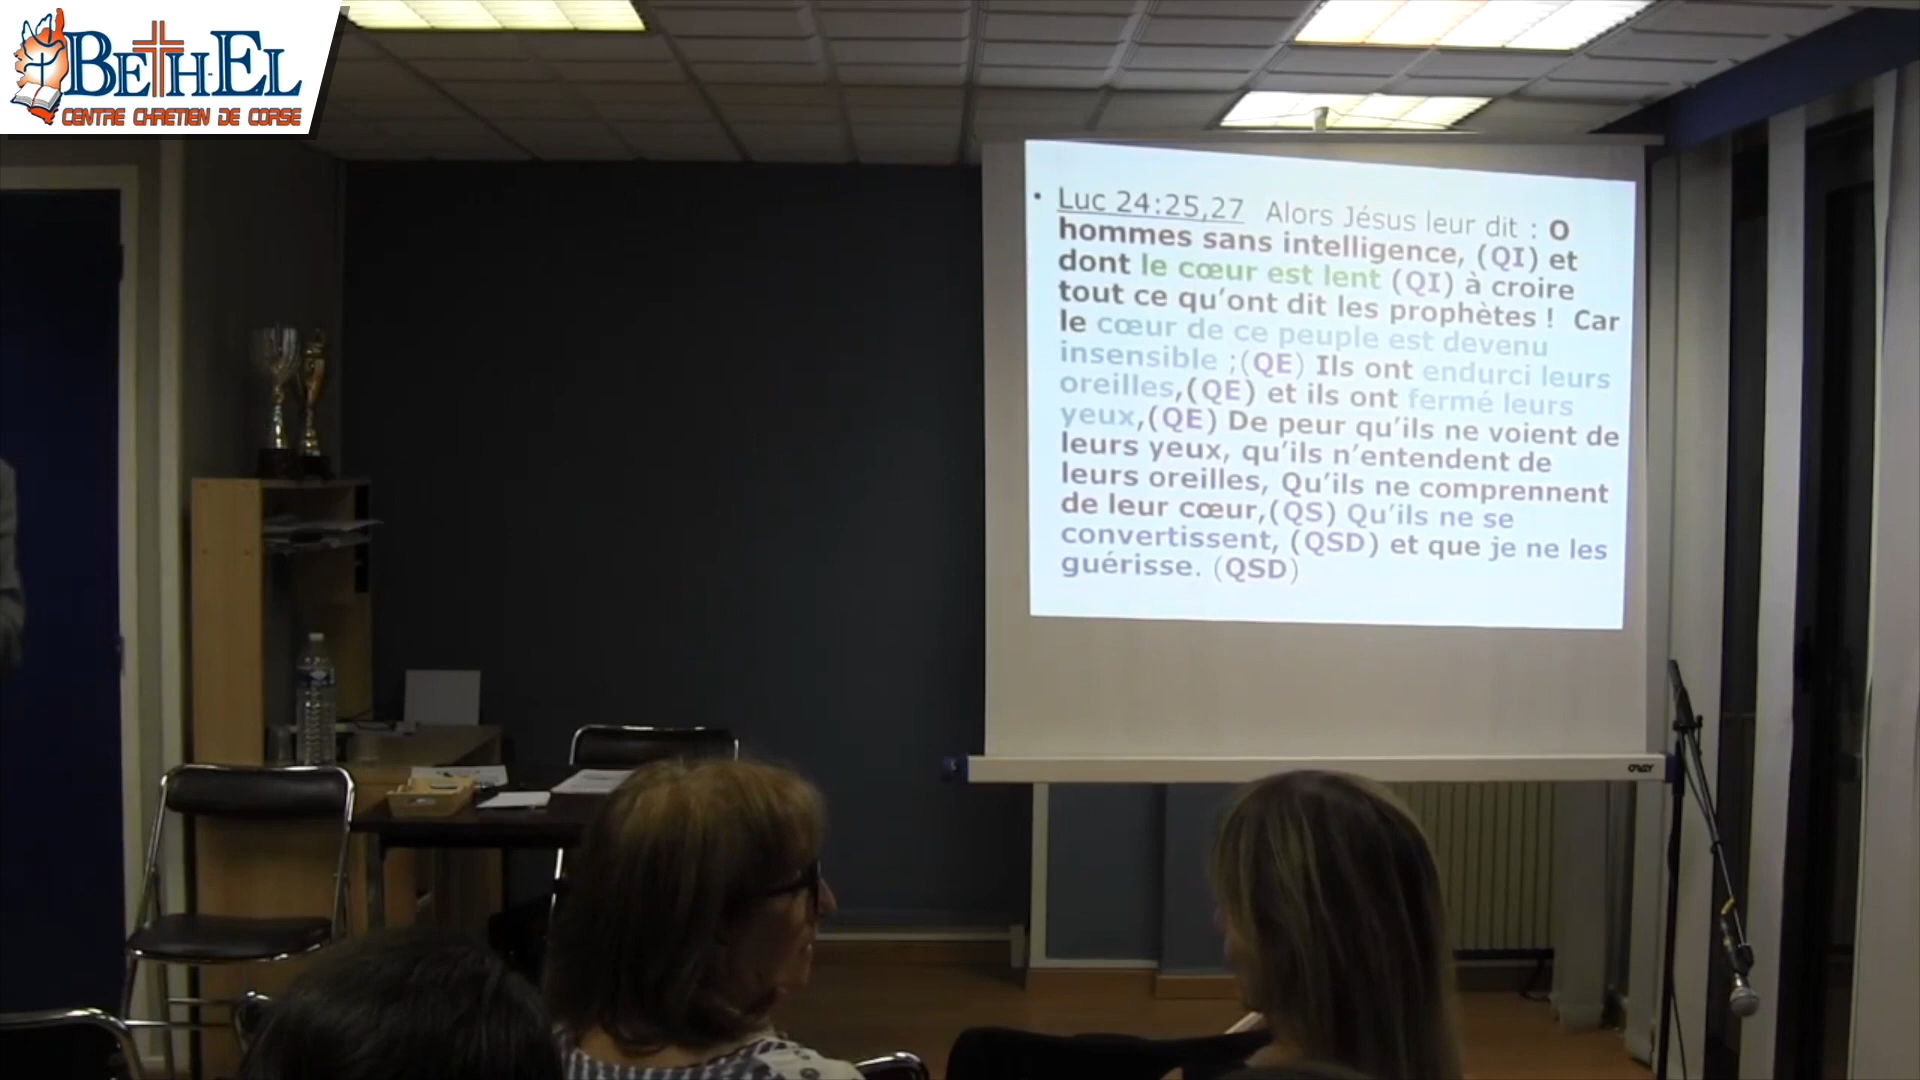 BETH-EL
CENTRE CHRETIEN DE CORSE
• Luc 24:25,27 Alors Jésus leur dit : O
hommes sans intelligence, (QI) et
dont le cœur est lent (QI) à croire
tout ce qu’ont dit les prophètes ! Car
le cœur de ce peuple est devenu
insensible ;(QE) Ils ont endurci leurs
oreilles,(QE) et ils ont fermé leurs
yeux,(QE) De peur qu’ils ne voient de
leurs yeux, qu’ils n’entendent de
leurs oreilles, Qu’ils ne comprennent
de leur cœur,(QS) Qu’ils ne se
convertissent, (QSD) et que je ne les
guérisse. (QSD)